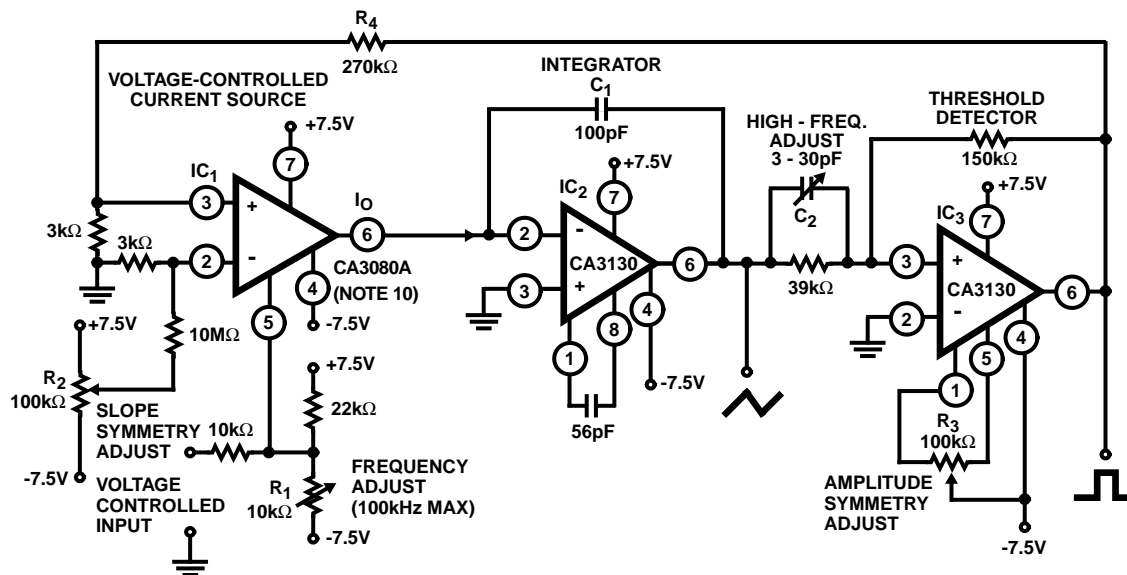 R4
270kΩ
VOLTAGE-CONTROLLED
CURRENT SOURCE
+7.5V
7
IC1
3
+
3kΩ
3kΩ
2
-
IO
6
CA3080A
(NOTE 10)
4
-7.5V
5
10MΩ
+7.5V
R2
100kΩ
SLOPE
SYMMETRY
ADJUST
-7.5V
VOLTAGE
CONTROLLED
INPUT
10kΩ
+7.5V
22kΩ
R1
10kΩ
FREQUENCY
ADJUST
(100kHz MAX)
-7.5V
INTEGRATOR
C1
100pF
+7.5V
IC2
7
2
-
CA3130
3
+
6
4
-7.5V
8
1
56pF
HIGH - FREQ.
ADJUST
3 - 30pF
C2
39kΩ
THRESHOLD
DETECTOR
150kΩ
+7.5V
IC3
7
3
+
CA3130
2
-
6
4
5
1
R3
100kΩ
AMPLITUDE
SYMMETRY
ADJUST
-7.5V